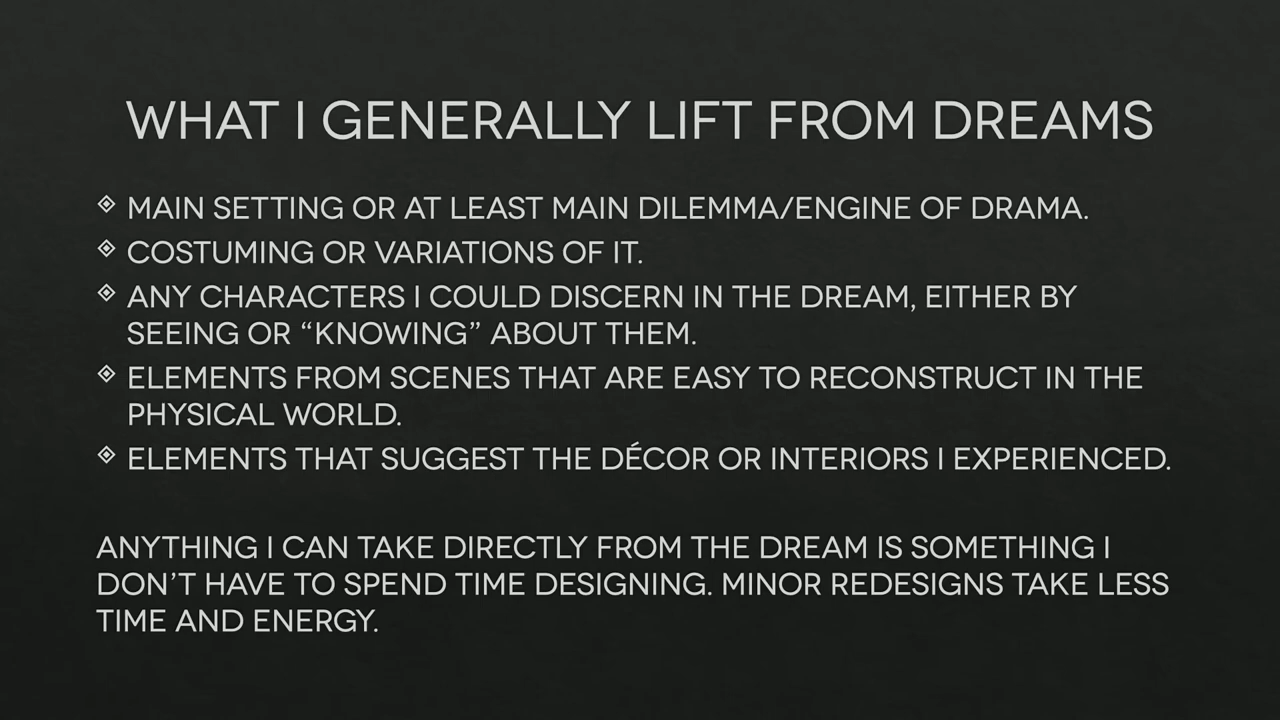 WHAT I GENERALLY LIFT FROM DREAMS
MAIN SETTING OR AT LEAST MAIN DILEMMA/ENGINE OF DRAMA.
COSTUMING OR VARIATIONS OF IT.
ANY CHARACTERS I COULD DISCERN IN THE DREAM, EITHER BY
SEEING OR “KNOWING” ABOUT THEM.
ELEMENTS FROM SCENES THAT ARE EASY TO RECONSTRUCT IN THE
PHYSICAL WORLD.
ELEMENTS THAT SUGGEST THE DÉCOR OR INTERIORS I EXPERIENCED.
ANYTHING I CAN TAKE DIRECTLY FROM THE DREAM IS SOMETHING I
DON’T HAVE TO SPEND TIME DESIGNING. MINOR REDESIGNS TAKE LESS
TIME AND ENERGY.